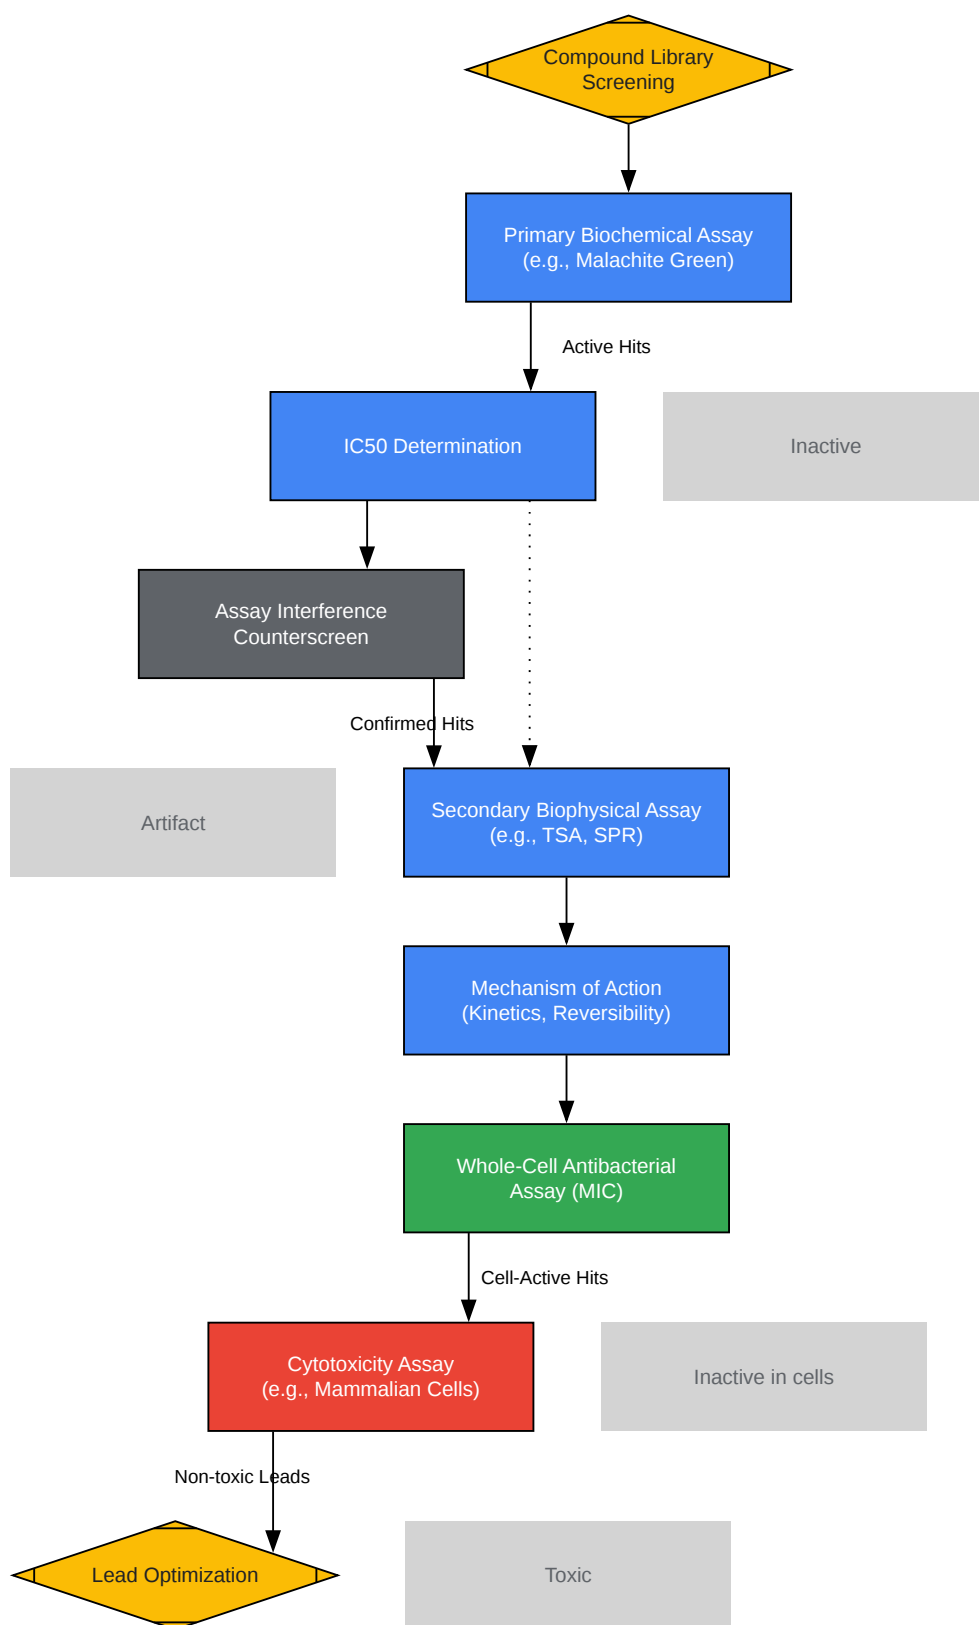 Compound Library
Screening
Primary Biochemical Assay
(e.g., Malachite Green)
Active Hits
IC50 Determination
Inactive
Assay Interference
Counterscreen
Confirmed Hits
Artifact
Secondary Biophysical Assay
(e.g., TSA, SPR)
Mechanism of Action
(Kinetics, Reversibility)
Whole-Cell Antibacterial
Assay (MIC)
Cell-Active Hits
Cytotoxicity Assay
(e.g., Mammalian Cells)
Inactive in cells
Non-toxic Leads
Lead Optimization
Toxic